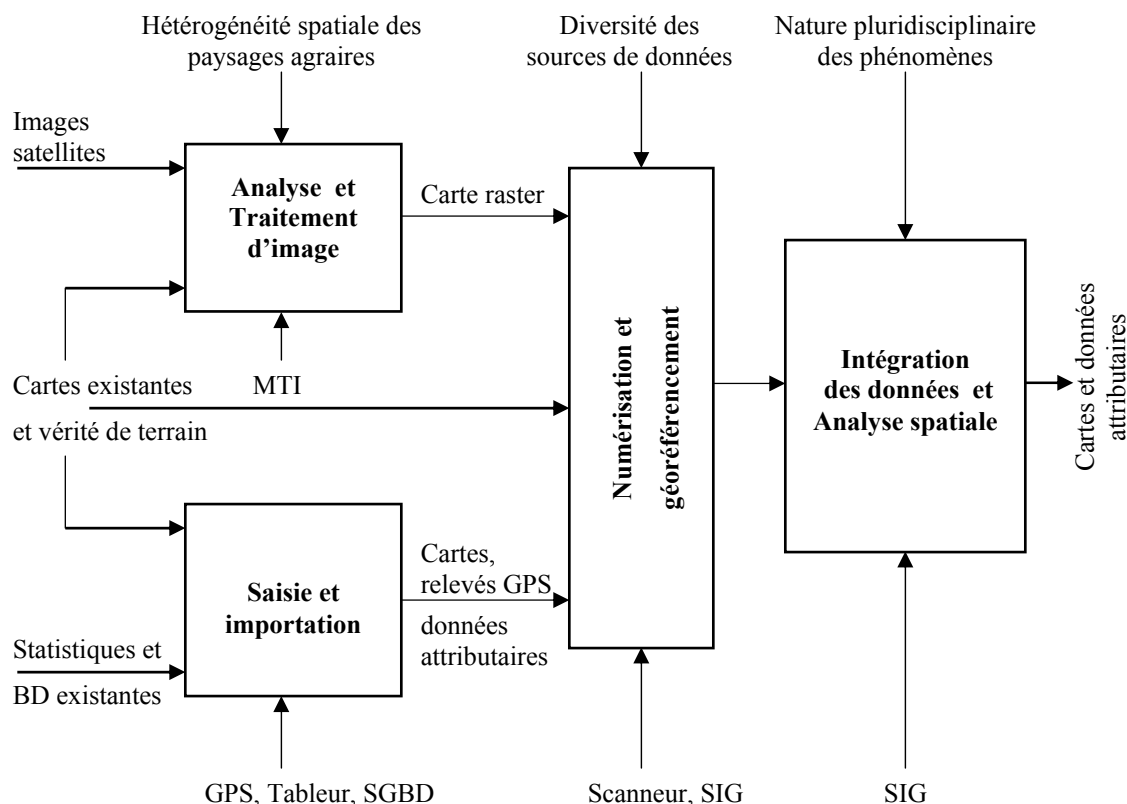 Hétérogénéité spatiale des
paysages agraires
Diversité des
sources de données
Nature pluridisciplinaire
des phénomènes
Images
satellites
Analyse et
Traitement
d'image
Carte raster
Numérisation et
géoréférencement
Intégration
des données et
Analyse spatiale
Cartes et données
attributaires
Cartes existantes
et vérité de terrain
MTI
Saisie et
importation
Cartes,
relevés GPS
données
attributaires
Statistiques et
BD existantes
GPS, Tableur, SGBD
Scanneur, SIG
SIG